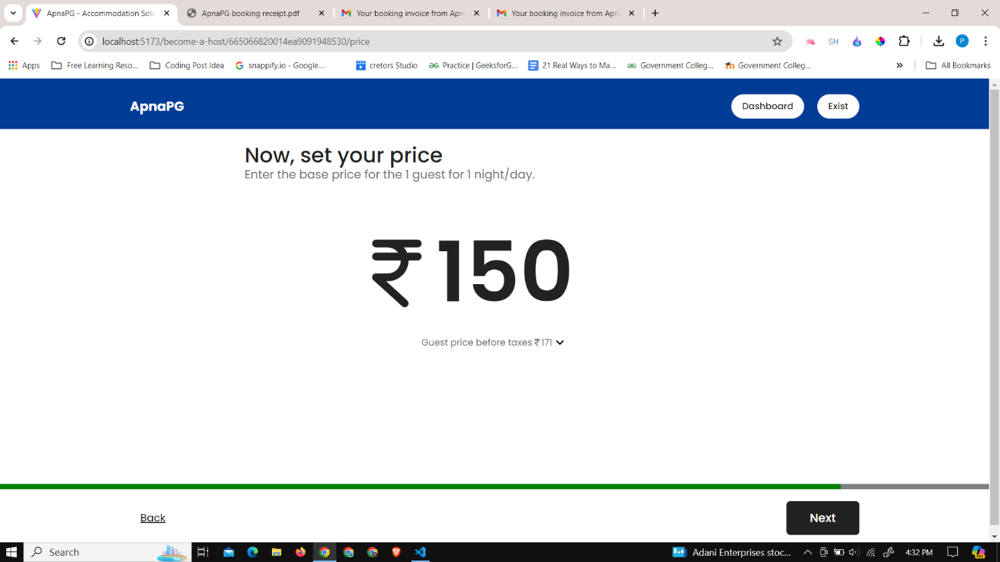 ApnaPG - Accommodation Solu
ApnaPG booking receipt.pdf
Your booking invoice from Apn
Your booking invoice from Apn
localhost:5173/become-a-host/665066820014ea9091948530/price
SH
P
Apps
Free Learning Reso...
Coding Post Idea
snappify.io - Google...
cretors Studio
Practice | GeeksforG...
21 Real Ways to Ma...
Government Colleg...
Government Colleg...
All Bookmarks
ApnaPG
Dashboard
Exist
Now, set your price
Enter the base price for the 1 guest for 1 night/day.
₹ 150
Guest price before taxes ₹ 171
Back
Next
Search
Adani Enterprises stoc...
4:32 PM
PRE